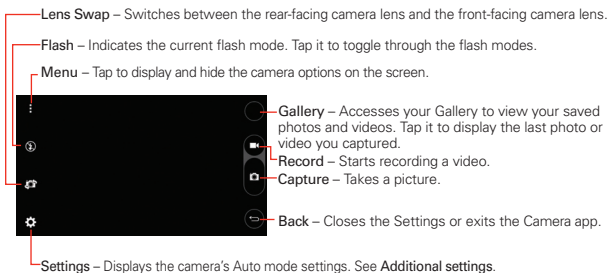 Lens Swap – Switches between the rear-facing camera lens and the front-facing camera lens.
Flash – Indicates the current flash mode. Tap it to toggle through the flash modes.
Menu – Tap to display and hide the camera options on the screen.
Gallery – Accesses your Gallery to view your saved
photos and videos. Tap it to display the last photo or
video you captured.
Record – Starts recording a video.
Capture – Takes a picture.
Back – Closes the Settings or exits the Camera app.
Settings – Displays the camera's Auto mode settings. See Additional settings.